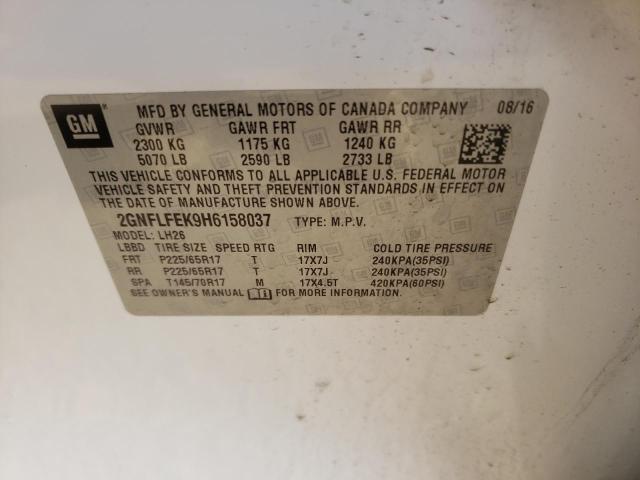 GM MFD BY GENERAL MOTORS OF CANADA COMPANY 08/16
GVWR GAWR FRT GAWR RR
2300 KG 1175 KG 1240 KG
5070 LB 2590 LB 2733 LB
THIS VEHICLE CONFORMS TO ALL APPLICABLE U.S. FEDERAL MOTOR
VEHICLE SAFETY AND THEFT PREVENTION STANDARDS IN EFFECT ON
THE DATE OF MANUFACTURE SHOWN ABOVE.
2GNFLFEK9H6158037 TYPE: M.P.V.
MODEL: LH26
LBBD TIRE SIZE SPEED RTG RIM COLD TIRE PRESSURE
FRT P225/65R17 T 17X7J 240KPA(35PSI)
RR P225/65R17 T 17X7J 240KPA(35PSI)
SPA T145/70R17 M 17X4.5T 420KPA(60PSI)
SEE OWNER'S MANUAL FOR MORE INFORMATION.